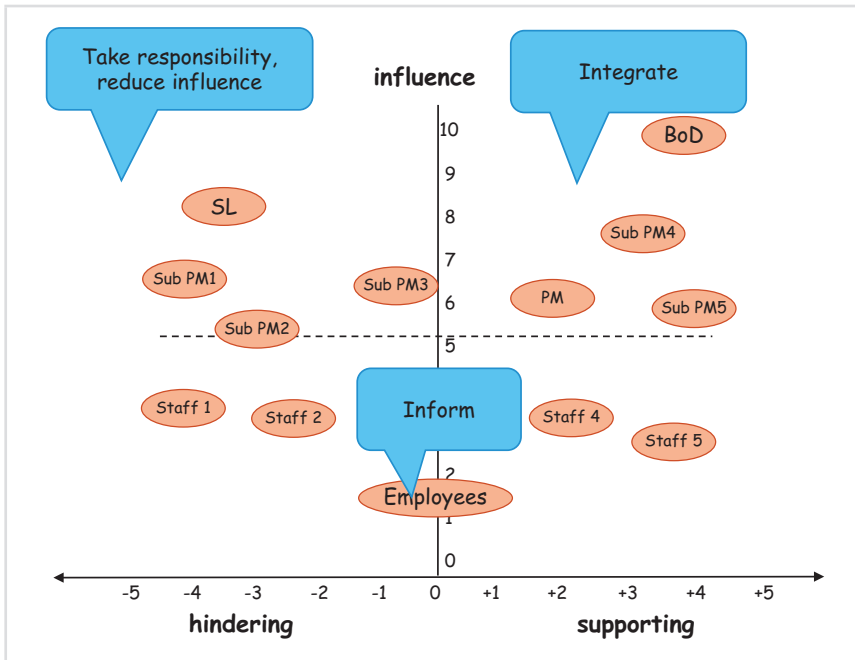 Take responsibility,
reduce influence
influence
Integrate
10
BoD
9
SL
8
Sub PM4
7
Sub PM1
Sub PM3
PM
6
Sub PM5
Sub PM2
5
Staff 1
Staff 2
Inform
Staff 4
Staff 5
2
Employees
1
0
-5 -4 -3 -2 -1 0 +1 +2 +3 +4 +5
hindering
supporting